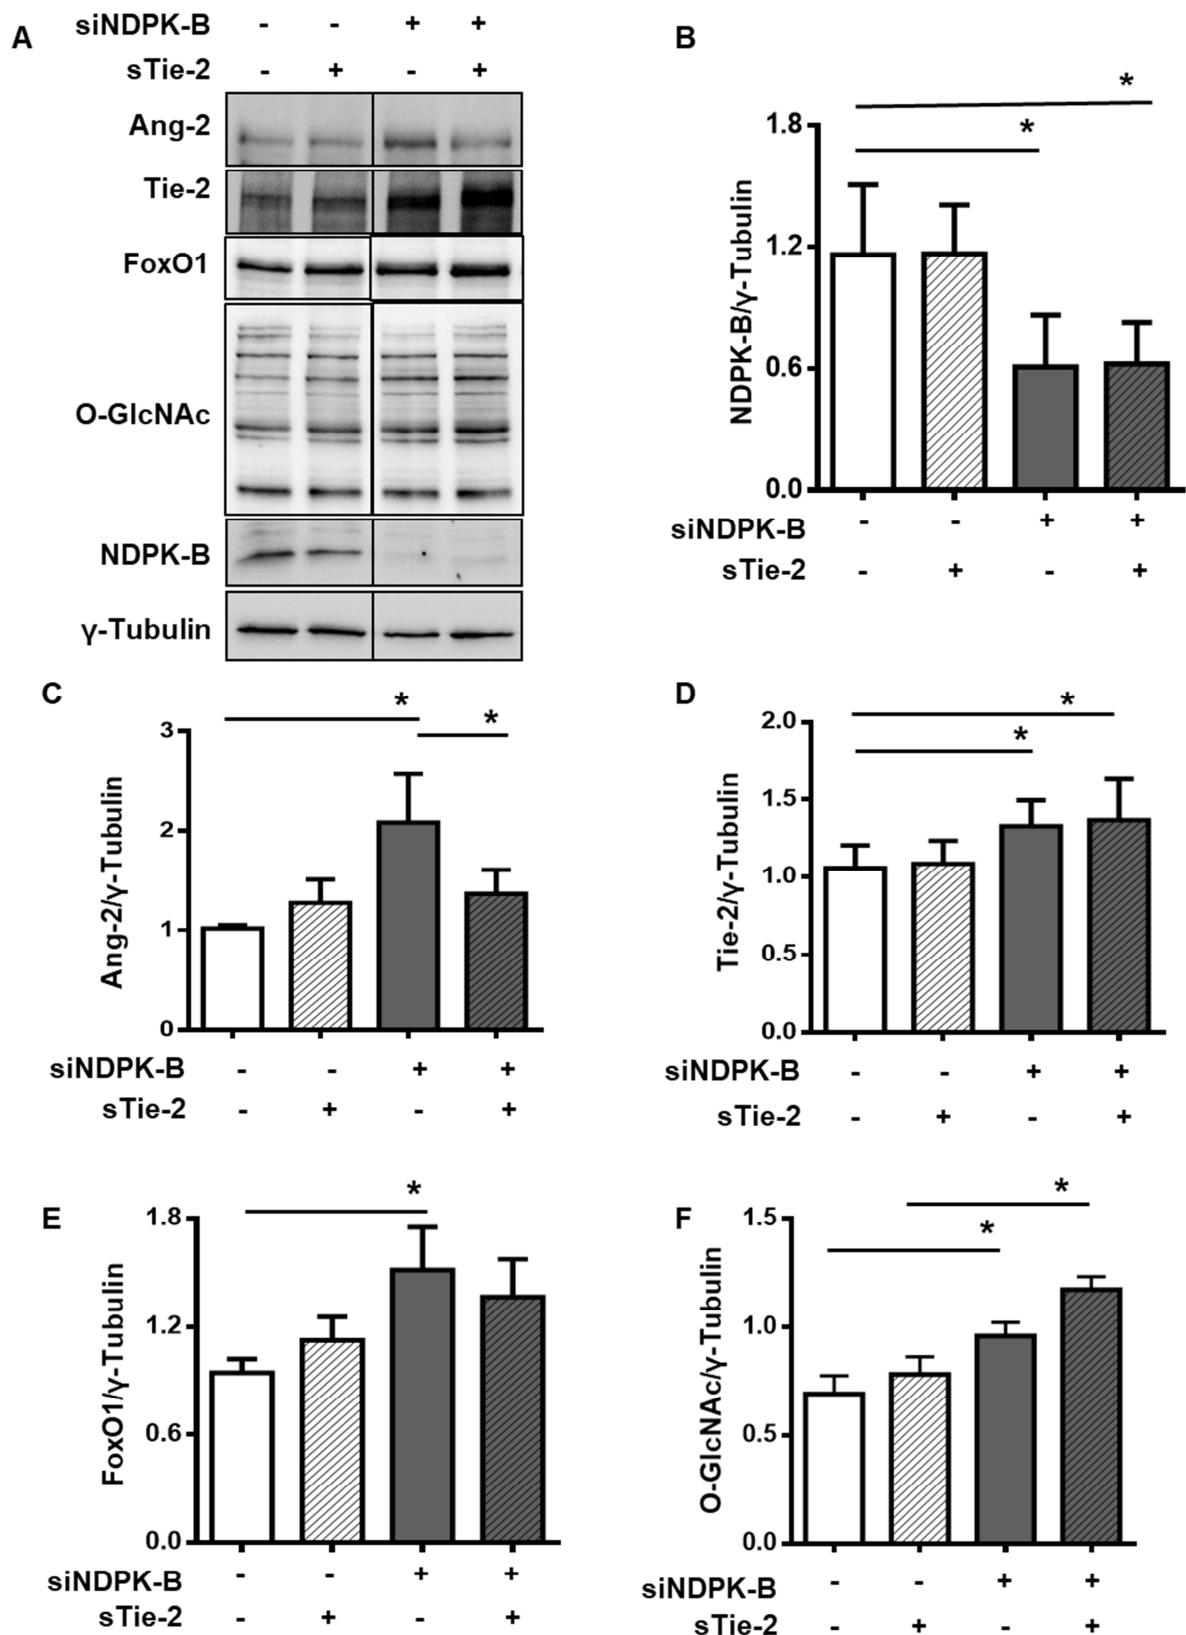 A
siNDPK-B - - + +
sTie-2 - + - +
Ang-2
Tie-2
FoxO1
O-GlcNAc
NDPK-B
γ-Tubulin
B
*
*
NDPK-B/γ-Tubulin
1.8
1.2
0.6
0.0
siNDPK-B - - + +
sTie-2 - + - +
C
*
*
Ang-2/γ-Tubulin
3
2
1
0
siNDPK-B - - + +
sTie-2 - + - +
D
*
*
Tie-2/γ-Tubulin
2.0
1.5
1.0
0.5
0.0
siNDPK-B - - + +
sTie-2 - + - +
E
*
FoxO1/γ-Tubulin
1.8
1.2
0.6
0.0
siNDPK-B - - + +
sTie-2 - + - +
F
*
*
O-GlcNAc/γ-Tubulin
1.5
1.0
0.5
0.0
siNDPK-B - - + +
sTie-2 - + - +